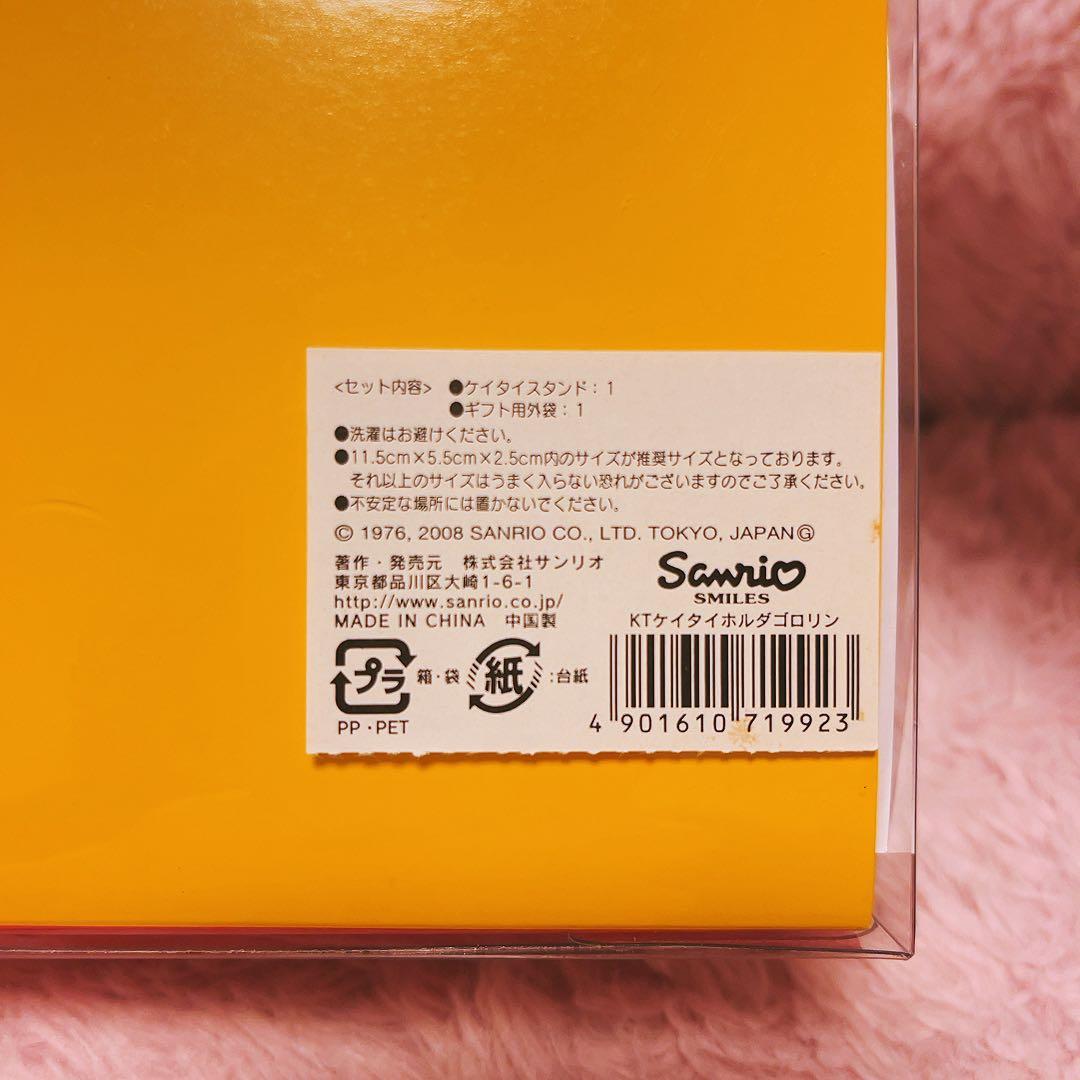 <セット内容> ●ケイタイスタンド：1
●ギフト用外袋：1
●洗濯はお避けください。
●11.5cm×5.5cm×2.5cm内のサイズが推奨サイズとなっております。
それ以上のサイズはうまく入らない恐れがございますのでご了承ください。
●不安定な場所には置かないでください。
© 1976, 2008 SANRIO CO., LTD. TOKYO, JAPAN Ⓖ
著作・発売元 株式会社サンリオ
東京都品川区大崎1-6-1
http://www.sanrio.co.jp/
MADE IN CHINA 中国製
Sanrio
SMILES
KTケイタイホルダゴロリン
プラ 箱・袋 紙 ：台紙
PP・PET
4 901610 719923